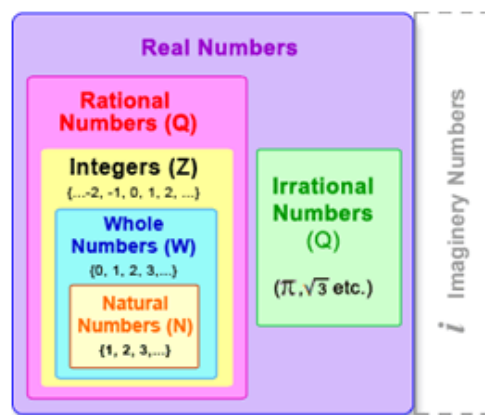 Real Numbers
Rational
Numbers (Q)
Integers (Z)
{...-2, -1, 0, 1, 2, ...}
Whole
Numbers (W)
{0, 1, 2, 3,...}
Natural
Numbers (N)
{1, 2, 3,...}
Irrational
Numbers
(Q)
(π,√3 etc.)
i Imaginery Numbers